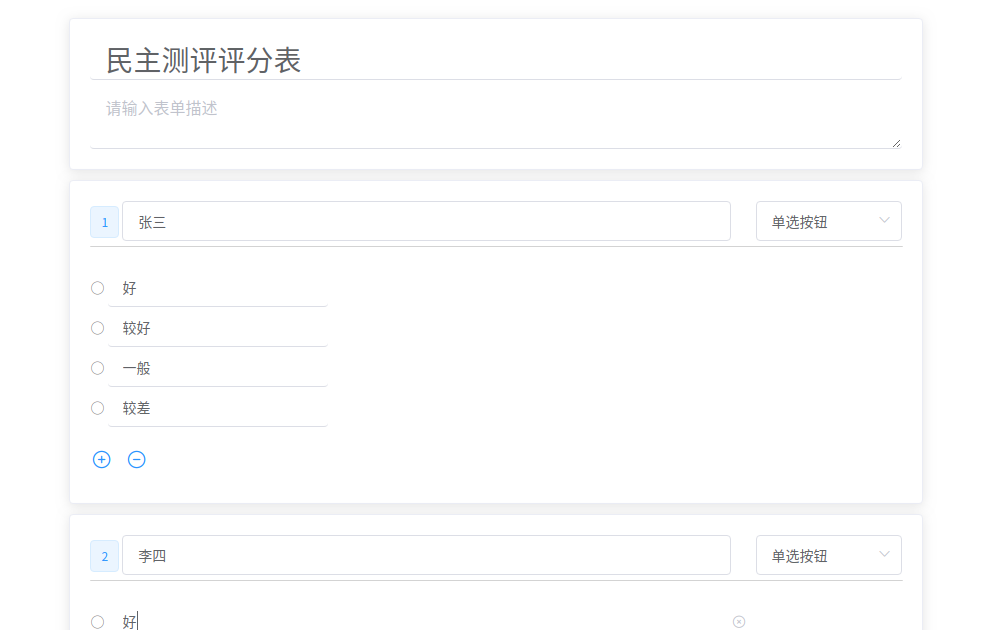 民主测评评分表
请输入表单描述
1 张三 单选按钮
好
较好
一般
较差
2 李四 单选按钮
好